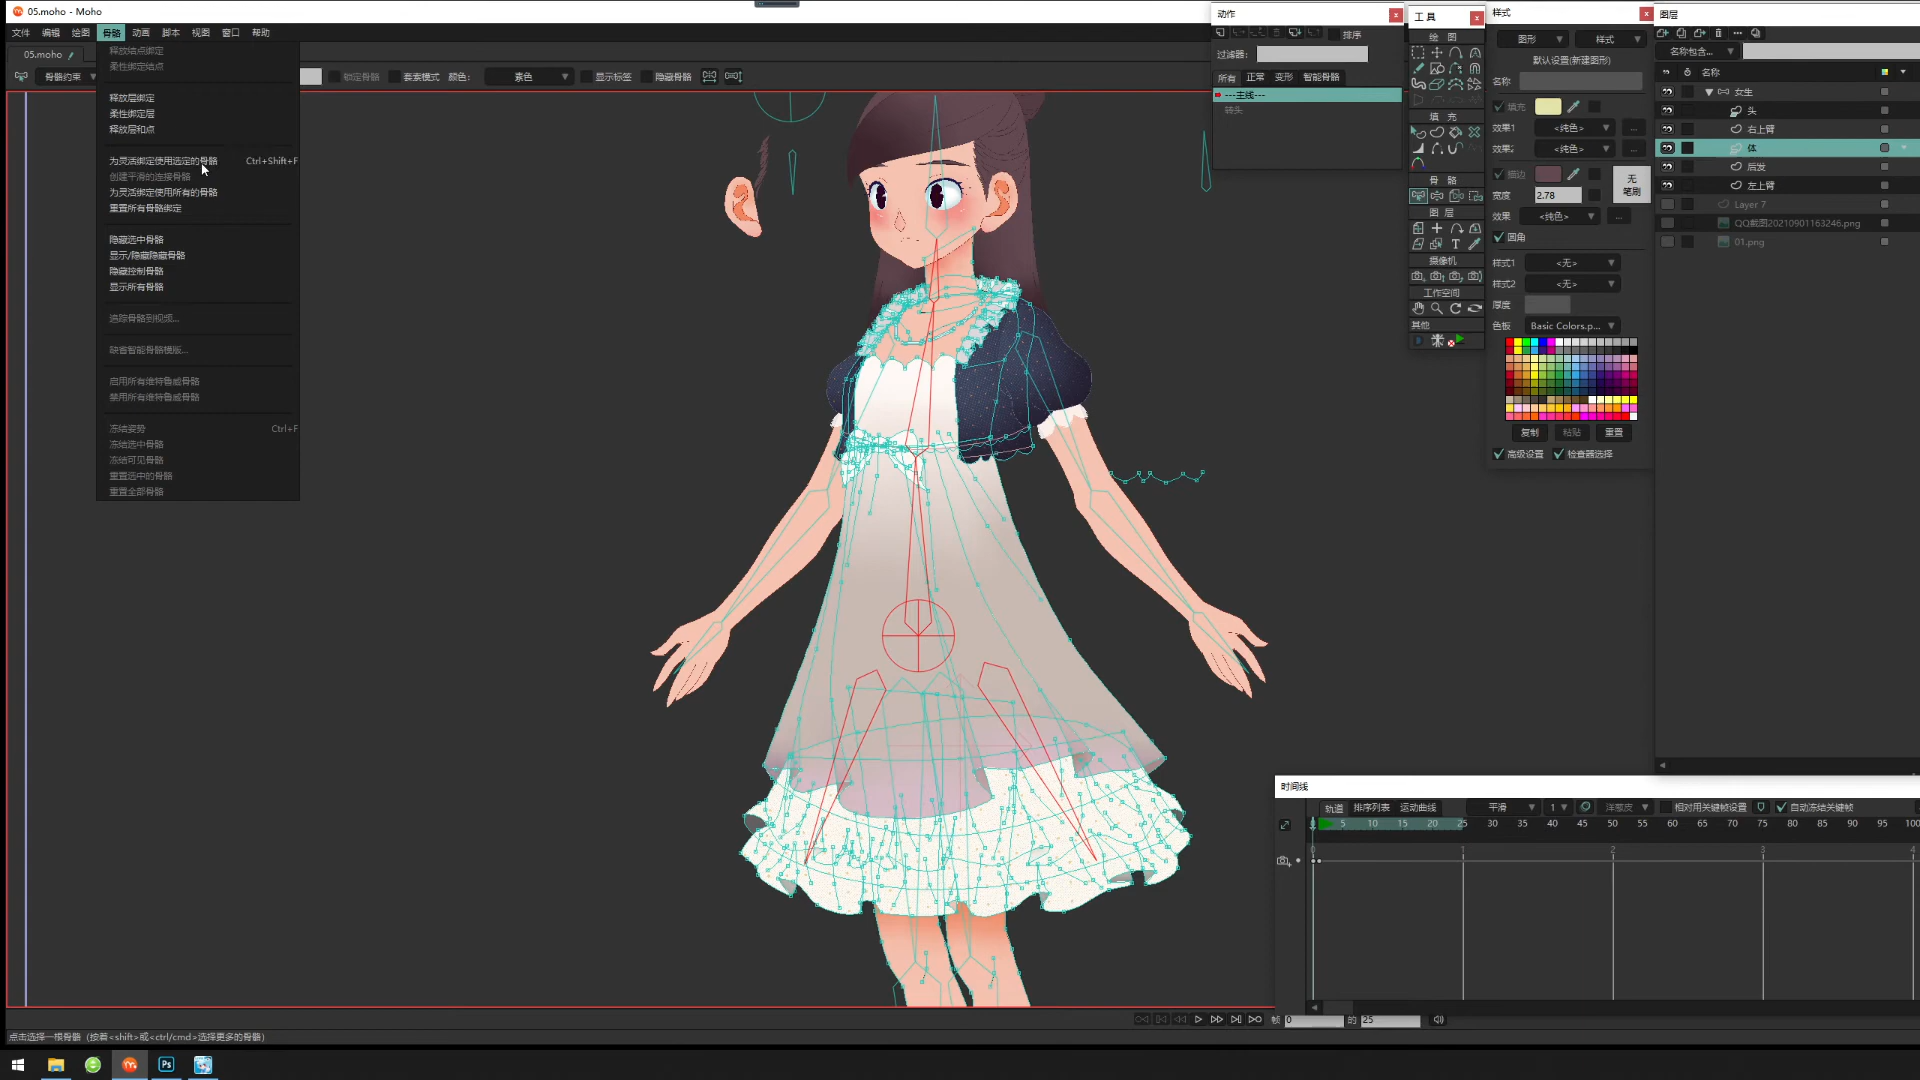 05.moho - Moho
文件 编辑 绘图 骨骼 动画 脚本 视图 窗口 帮助
05.moho
骨骼约束
锁定骨骼 套索模式 颜色: 素色 显示标签 隐藏骨骼
释放结点绑定
柔性绑定结点
释放层绑定
柔性绑定层
释放层和点
为灵活绑定使用选定的骨骼 Ctrl+Shift+F
创建平滑的连接骨骼
为灵活绑定使用所有的骨骼
重置所有骨骼绑定
隐藏选中骨骼
显示/隐藏隐藏骨骼
隐藏控制骨骼
显示所有骨骼
追踪骨骼到视频...
缺省智能骨骼横版...
启用所有维特鲁威骨骼
禁用所有维特鲁威骨骼
冻结姿势 Ctrl+F
冻结选中骨骼
冻结可见骨骼
重置选中的骨骼
重置全部骨骼
动作
排序
过滤器:
所有 正常 变形 智能骨骼
---主线---
转头
工具
绘 图
填 充
骨 骼
图 层
摄像机
工作空间
其他
样式
图形 样式
默认设置(新建图形)
名称
填充
效果1 <纯色> ...
效果2 <纯色> ...
描边
无
笔刷
宽度 2.78
效果 <纯色> ...
圆角
样式1 <无>
样式2 <无>
厚度
色板 Basic Colors.p...
复制 粘贴 重置
高级设置 检查器选择
图层
名称包含...
名称
女生
头
右上臂
体
后发
左上臂
Layer 7
QQ截图20210901163246.png
01.png
时间线
轨道 排序列表 运动曲线 平滑 1 洋葱皮 相对用关键帧设置 自动冻结关键帧
5 10 15 20 25 30 35 40 45 50 55 60 65 70 75 80 85 90 95 100
0 1 2 3 4
帧 0 的 25
点击选择一根骨骼 (按着<shift>或<ctrl/cmd>选择更多的骨骼)
Ps